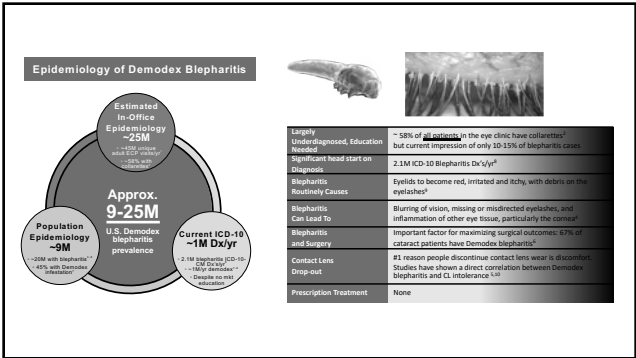 Epidemiology of Demodex Blepharitis
Estimated
In-Office
Epidemiology
~25M
- ~45M unique
adult ECP visits/yr
- ~58% with
collarettes
Approx.
9-25M
U.S. Demodex
blepharitis
prevalence
Population
Epidemiology
~9M
- ~20M with blepharitis
- 45% with Demodex
infestation
Current ICD-10
~1M Dx/yr
- 2.1M blepharitis ICD-10-
CM Dx's/yr
- ~1M/yr demodex
- Despite no mkt
education
Largely
Underdiagnosed, Education
Needed
~ 58% of all patients in the eye clinic have collarettes
but current impression of only 10-15% of blepharitis cases
Significant head start on
Diagnosis
2.1M ICD-10 Blepharitis Dx's/yr
Blepharitis
Routinely Causes
Eyelids to become red, irritated and itchy, with debris on the
eyelashes
Blepharitis
Can Lead To
Blurring of vision, missing or misdirected eyelashes, and
inflammation of other eye tissue, particularly the cornea
Blepharitis
and Surgery
Important factor for maximizing surgical outcomes: 67% of
cataract patients have Demodex blepharitis
Contact Lens
Drop-out
#1 reason people discontinue contact lens wear is discomfort.
Studies have shown a direct correlation between Demodex
blepharitis and CL intolerance 5,10
Prescription Treatment
None